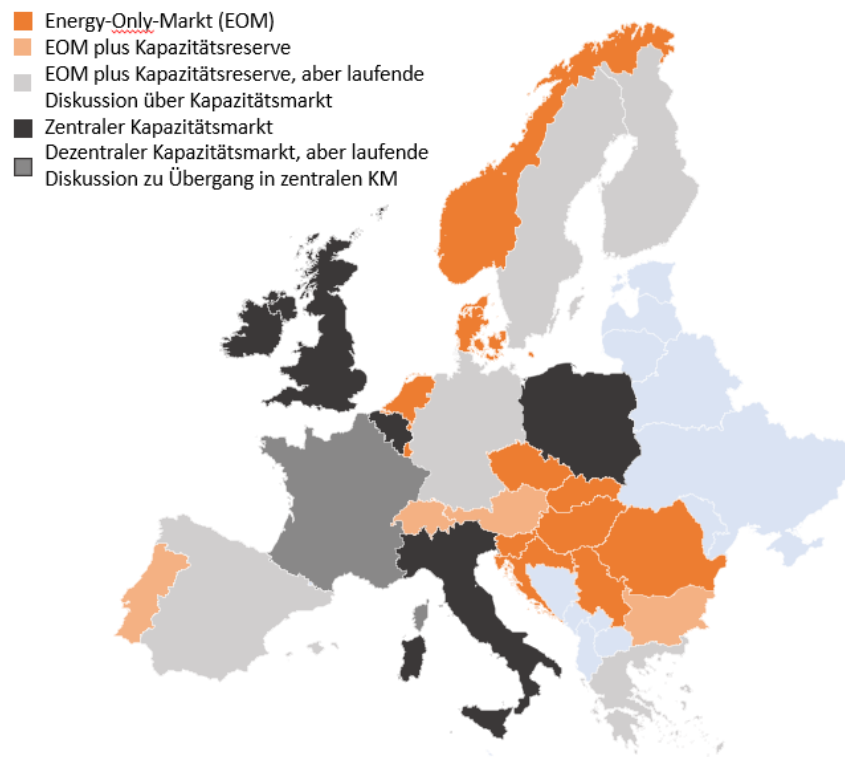 Energy-Only-Markt (EOM)
EOM plus Kapazitätsreserve
EOM plus Kapazitätsreserve, aber laufende
Diskussion über Kapazitätsmarkt
Zentraler Kapazitätsmarkt
Dezentraler Kapazitätsmarkt, aber laufende
Diskussion zu Übergang in zentralen KM